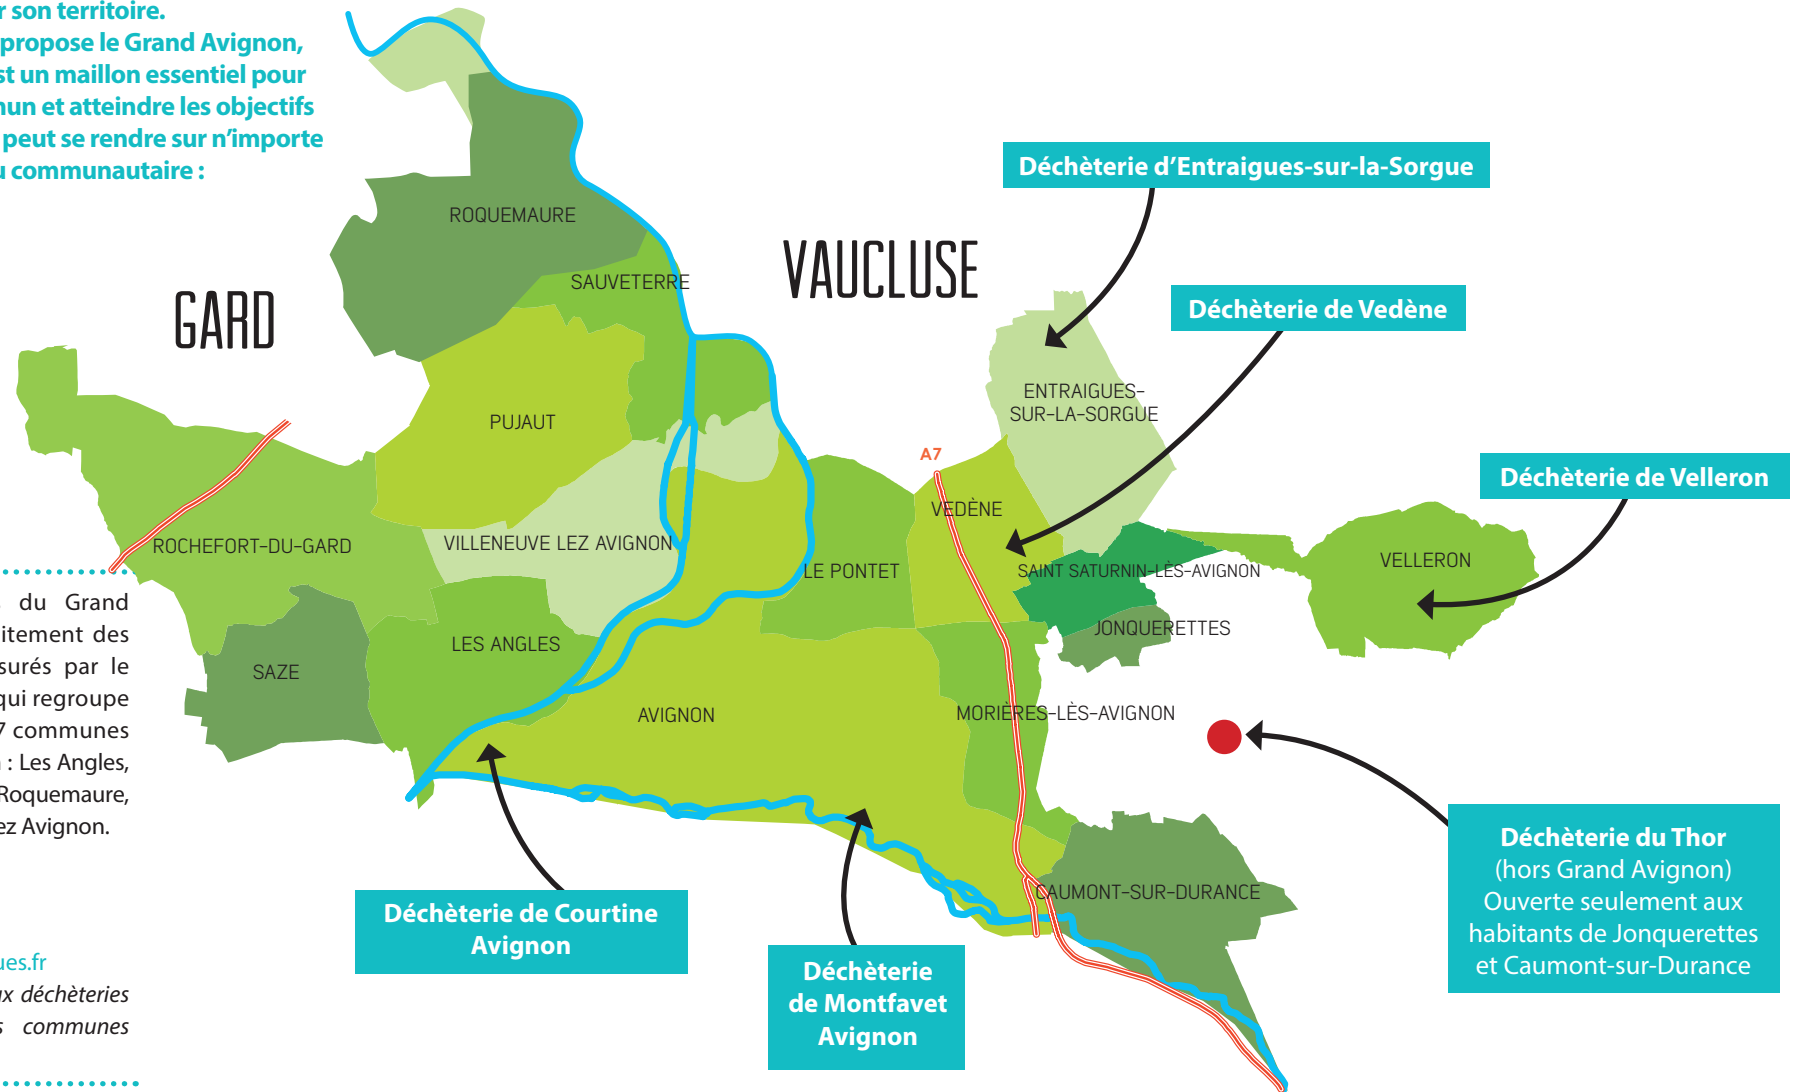 r son territoire.
propose le Grand Avignon,
st un maillon essentiel pour
nun et atteindre les objectifs
peut se rendre sur n'importe
u communautaire :
GARD
VAUCLUSE
Déchèterie d'Entraigues-sur-la-Sorgue
Déchèterie de Vedène
Déchèterie de Velleron
ROQUEMAURE
SAUVETERRE
PUJAUT
ENTRAIGUES-
SUR-LA-SORGUE
A7
VEDÈNE
ROCHEFORT-DU-GARD
VILLENEUVE LEZ AVIGNON
LE PONTET
SAINT SATURNIN-LÈS-AVIGNON
VELLERON
JONQUERETTES
LES ANGLES
SAZE
AVIGNON
MORIÈRES-LÈS-AVIGNON
CAUMONT-SUR-DURANCE
du Grand
itement des
surés par le
qui regroupe
7 communes
: Les Angles,
Roquemaure,
ez Avignon.
ues.fr
ux déchèteries
s communes
Déchèterie de Courtine
Avignon
Déchèterie
de Montfavet
Avignon
Déchèterie du Thor
(hors Grand Avignon)
Ouverte seulement aux
habitants de Jonquerettes
et Caumont-sur-Durance